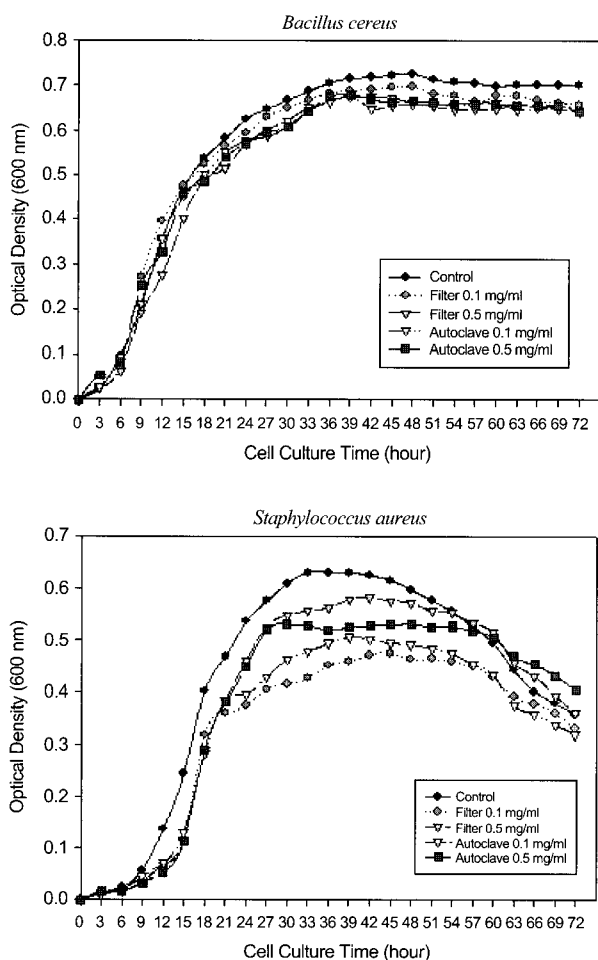 Bacillus cereus
0.8
0.7
0.6
0.5
0.4
0.3
0.2
0.1
0.0
Optical Density (600 nm)
Control
Filter 0.1 mg/ml
Filter 0.5 mg/ml
Autoclave 0.1 mg/ml
Autoclave 0.5 mg/ml
0 3 6 9 12 15 18 21 24 27 30 33 36 39 42 45 48 51 54 57 60 63 66 69 72
Cell Culture Time (hour)
Staphylococcus aureus
0.7
0.6
0.5
0.4
0.3
0.2
0.1
0.0
Optical Density (600 nm)
Control
Filter 0.1 mg/ml
Filter 0.5 mg/ml
Autoclave 0.1 mg/ml
Autoclave 0.5 mg/ml
0 3 6 9 12 15 18 21 24 27 30 33 36 39 42 45 48 51 54 57 60 63 66 69 72
Cell Culture Time (hour)